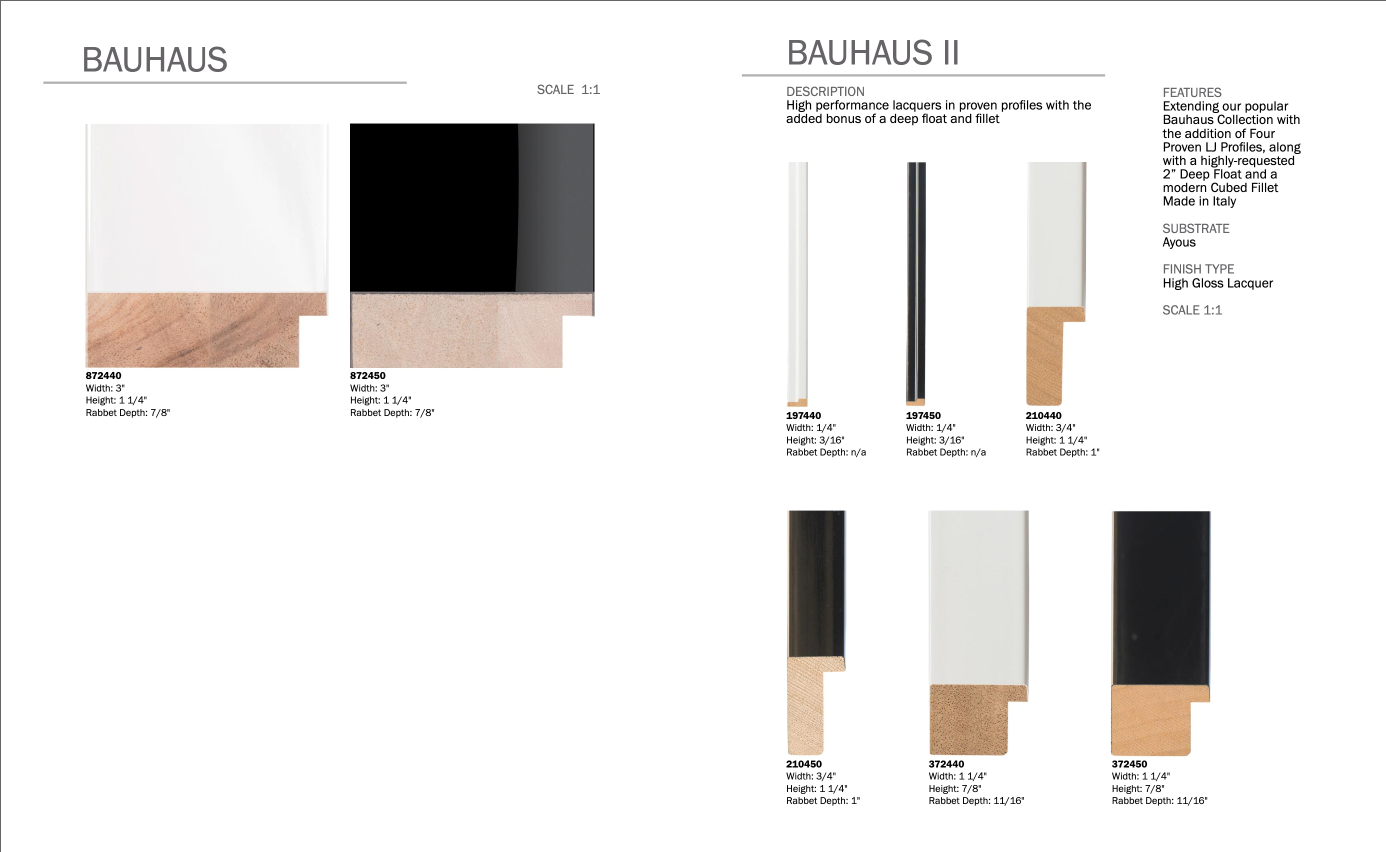 BAUHAUS
SCALE 1:1
872440
Width: 3"
Height: 1 1/4"
Rabbet Depth: 7/8"
872450
Width: 3"
Height: 1 1/4"
Rabbet Depth: 7/8"
BAUHAUS II
DESCRIPTION
High performance lacquers in proven profiles with the
added bonus of a deep float and fillet
FEATURES
Extending our popular
Bauhaus Collection with
the addition of Four
Proven LJ Profiles, along
with a highly-requested
2” Deep Float and a
modern Cubed Fillet
Made in Italy
SUBSTRATE
Ayous
FINISH TYPE
High Gloss Lacquer
SCALE 1:1
197440
Width: 1/4"
Height: 3/16"
Rabbet Depth: n/a
197450
Width: 1/4"
Height: 3/16"
Rabbet Depth: n/a
210440
Width: 3/4"
Height: 1 1/4"
Rabbet Depth: 1"
210450
Width: 3/4"
Height: 1 1/4"
Rabbet Depth: 1"
372440
Width: 1 1/4"
Height: 7/8"
Rabbet Depth: 11/16"
372450
Width: 1 1/4"
Height: 7/8"
Rabbet Depth: 11/16"